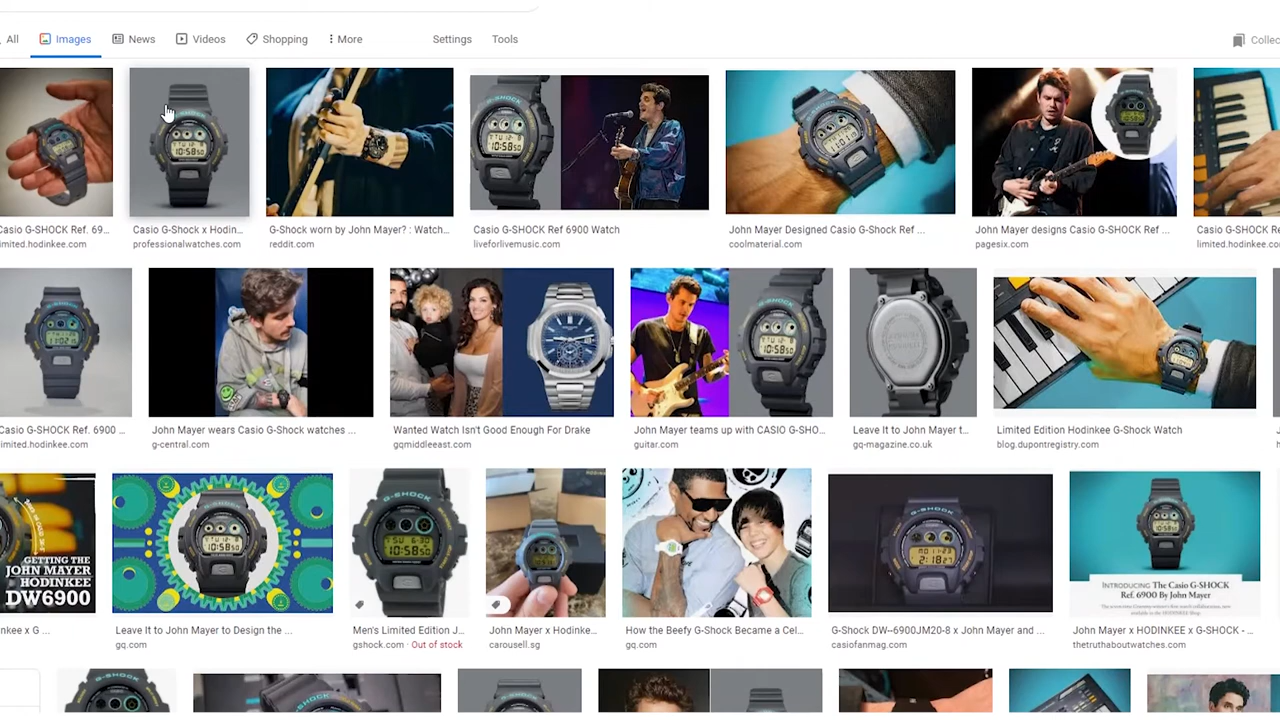 All Images News Videos Shopping More Settings Tools Collec
Casio G-SHOCK Ref. 69... Casio G-Shock x Hodin... G-Shock worn by John Mayer? : Watch... Casio G-SHOCK Ref 6900 Watch John Mayer Designed Casio G-Shock Ref ... John Mayer designs Casio G-SHOCK Ref ... Casio G-SHOCK Re
limited.hodinkee.com professionalwatches.com reddit.com liveforlivemusic.com coolmaterial.com pagesix.com limited.hodinkee.c
Casio G-SHOCK Ref. 6900 ... John Mayer wears Casio G-Shock watches ... Wanted Watch Isn't Good Enough For Drake John Mayer teams up with CASIO G-SHO... Leave It to John Mayer t... Limited Edition Hodinkee G-Shock Watch
limited.hodinkee.com g-central.com gqmiddleeast.com guitar.com gq-magazine.co.uk blog.dupontregistry.com
GETTING THE
JOHN MAYER
HODINKEE
DW6900
INTRODUCING The Casio G-SHOCK
Ref. 6900 By John Mayer
nkee x G ... Leave It to John Mayer to Design the ... Men's Limited Edition J... John Mayer x Hodinke... How the Beefy G-Shock Became a Cel... G-Shock DW-6900JM20-8 x John Mayer and ... John Mayer x HODINKEE x G-SHOCK - ...
gq.com gshock.com · Out of stock carousell.sg gq.com casiofanmag.com thetruthaboutwatches.com